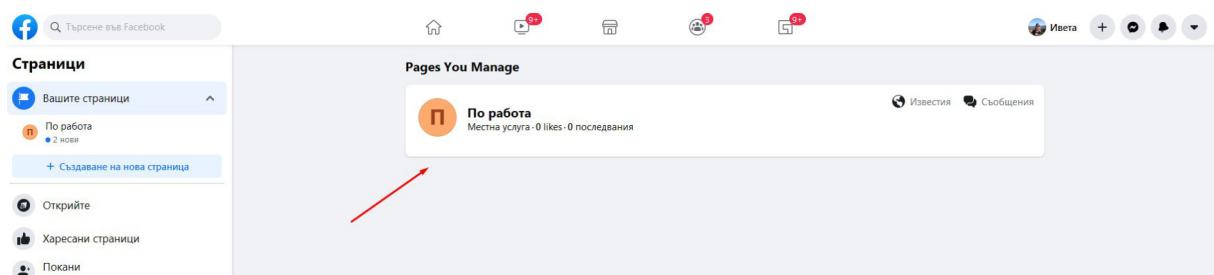 Търсене във Facebook
9+
3
9+
Ивета
Страници
Вашите страници
П
По работа
2 нови
+ Създаване на нова страница
Открийте
Харесани страници
Покани
Pages You Manage
П
По работа
Местна услуга · 0 likes · 0 последвания
Известия
Съобщения